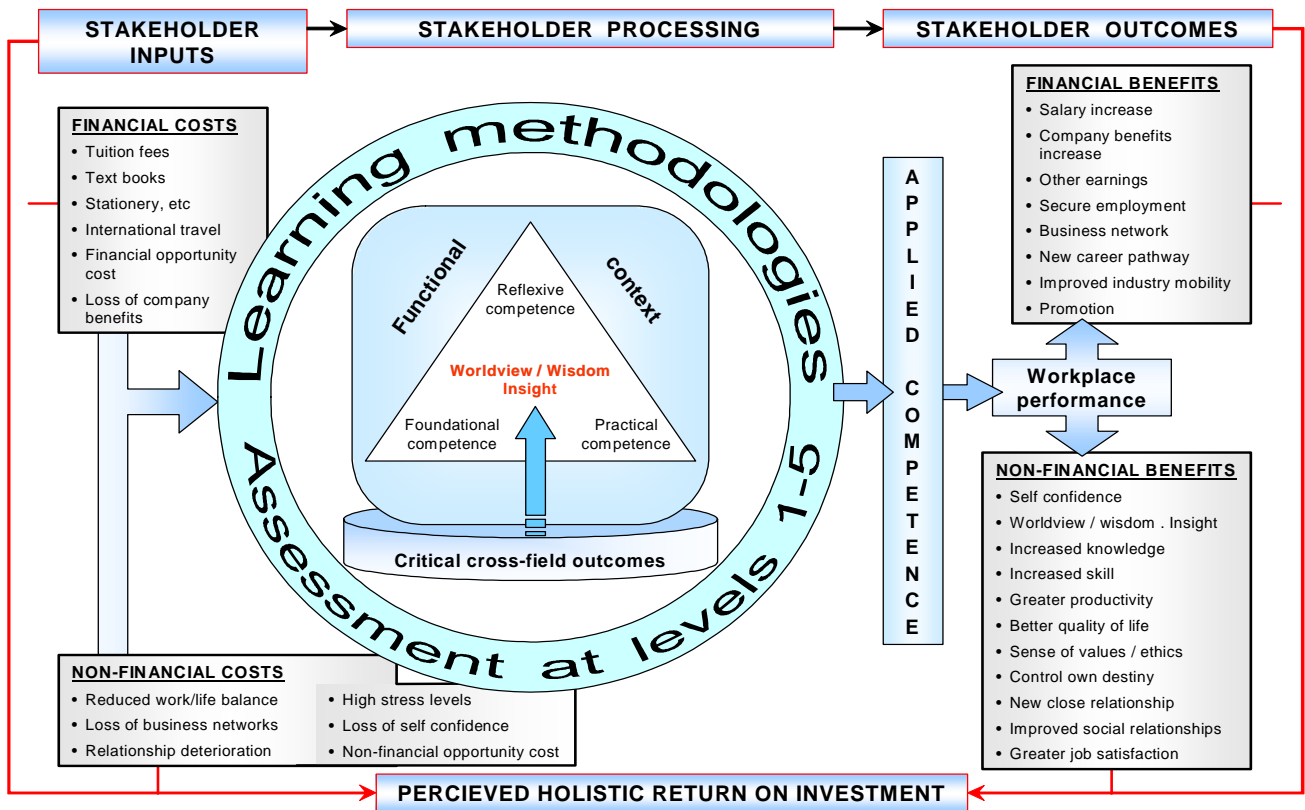 STAKEHOLDER
INPUTS
STAKEHOLDER PROCESSING
STAKEHOLDER OUTCOMES
FINANCIAL COSTS
• Tuition fees
• Text books
• Stationery, etc
• International travel
• Financial opportunity
cost
• Loss of company
benefits
NON-FINANCIAL COSTS
• Reduced work/life balance
• Loss of business networks
• Relationship deterioration
• High stress levels
• Loss of self confidence
• Non-financial opportunity cost
Learning methodologies
Assessment at levels 1-5
Functional
context
Reflexive
competence
Worldview / Wisdom
Insight
Foundational
competence
Practical
competence
Critical cross-field outcomes
APPLIED COMPETENCE
FINANCIAL BENEFITS
• Salary increase
• Company benefits
increase
• Other earnings
• Secure employment
• Business network
• New career pathway
• Improved industry mobility
• Promotion
Workplace
performance
NON-FINANCIAL BENEFITS
• Self confidence
• Worldview / wisdom . Insight
• Increased knowledge
• Increased skill
• Greater productivity
• Better quality of life
• Sense of values / ethics
• Control own destiny
• New close relationship
• Improved social relationships
• Greater job satisfaction
PERCIEVED HOLISTIC RETURN ON INVESTMENT